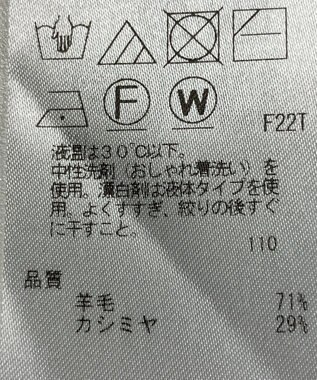 F W
F22T
液温は30℃以下。
中性洗剤（おしゃれ着洗い）を
使用。漂白剤は液体タイプを使
用。よくすすぎ、絞りの後すぐ
に干すこと。
110
品質
羊毛 71%
カシミヤ 29%